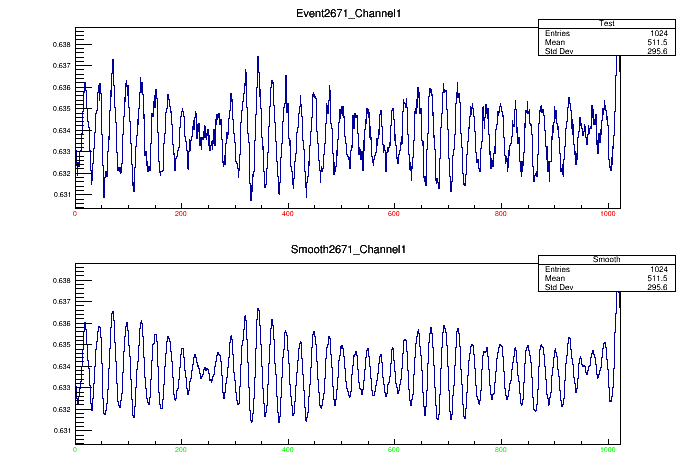 Event2671_Channel1
Test
Entries 1024
Mean 511.5
Std Dev 295.6
0.638
0.637
0.636
0.635
0.634
0.633
0.632
0.631
0 200 400 600 800 1000
Smooth2671_Channel1
Smooth
Entries 1024
Mean 511.5
Std Dev 295.6
0.638
0.637
0.636
0.635
0.634
0.633
0.632
0.631
0 200 400 600 800 1000